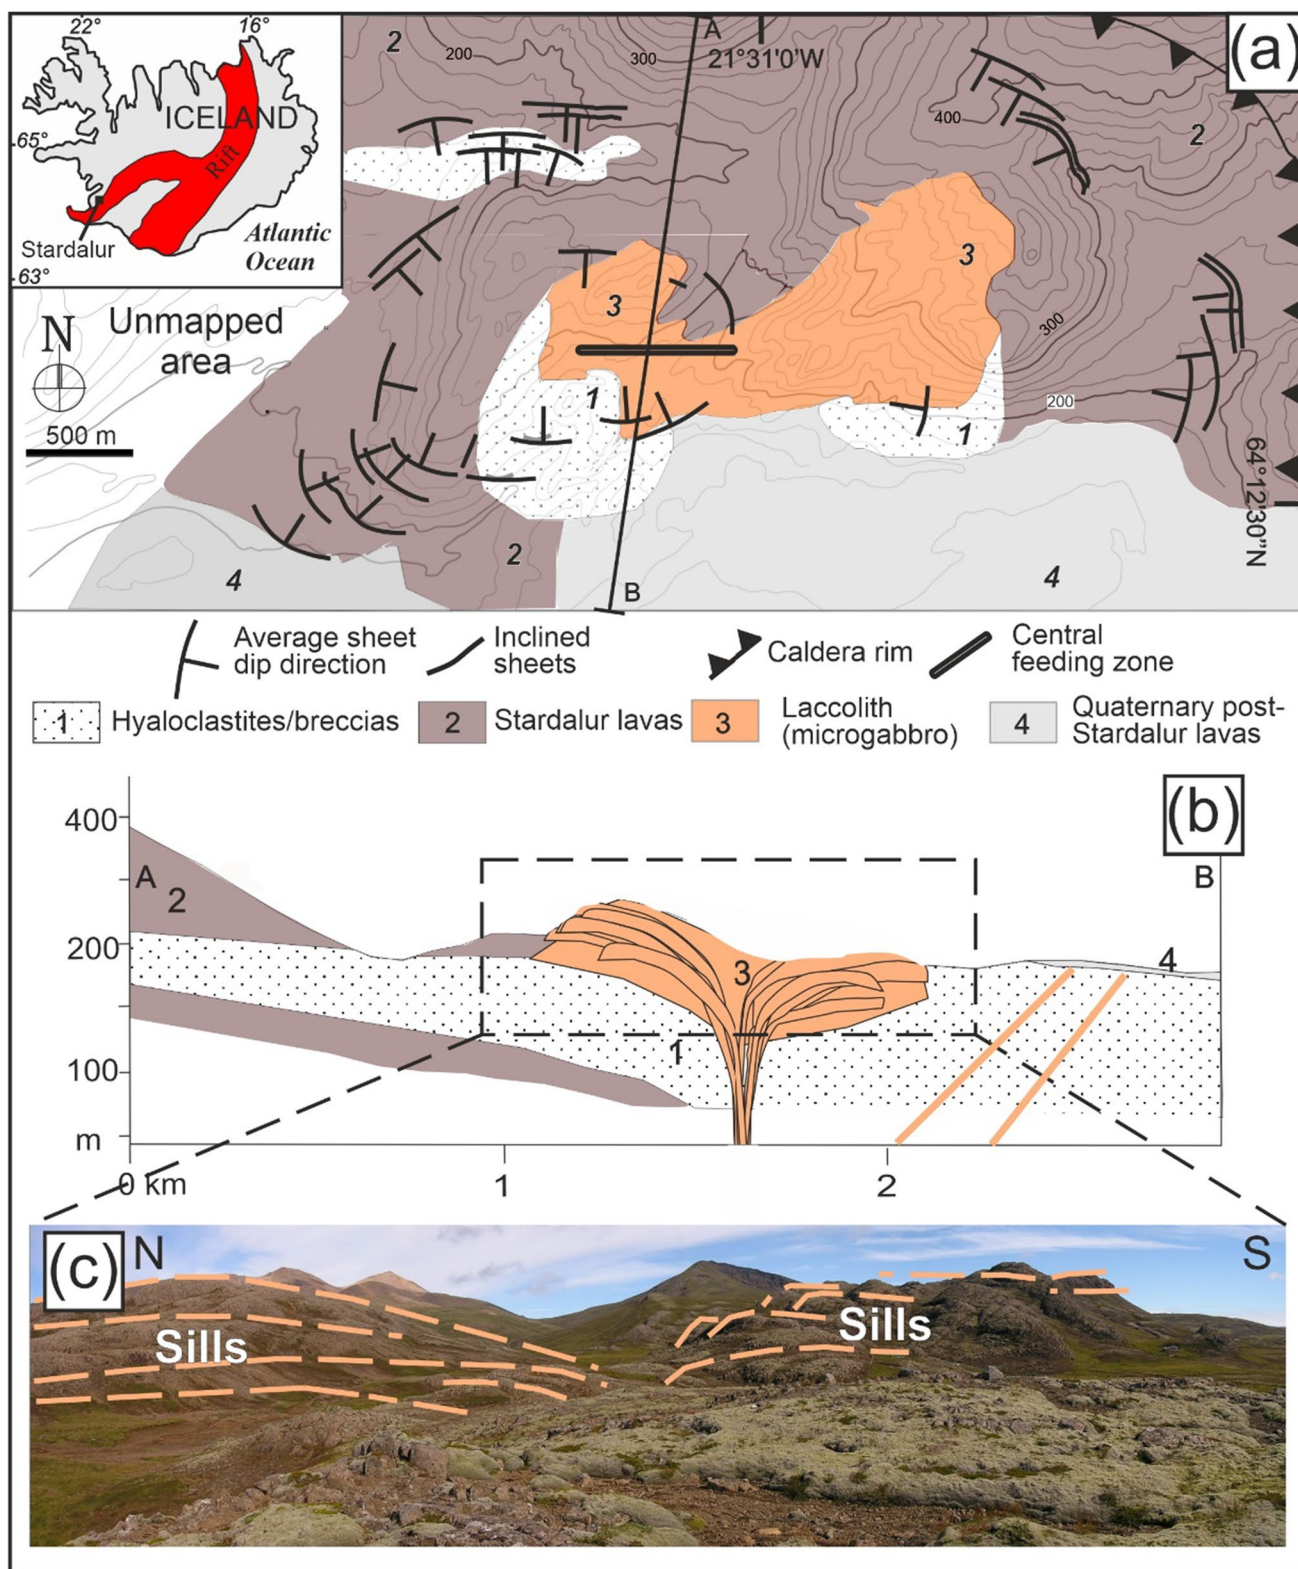 (a)
22°
16°
ICELAND
65°
Rift
Stardalur
Atlantic
Ocean
63°
2
200
300
A
21°31'0"W
400
2
3
3
300
Unmapped
area
N
500 m
1
200
1
64°12'30"N
2
4
B
4
Average sheet
dip direction
Inclined
sheets
Caldera rim
Central
feeding zone
1 Hyaloclastites/breccias
2 Stardalur lavas
3 Laccolith
(microgabbro)
4 Quaternary post-
Stardalur lavas
(b)
400
A
2
B
200
3
4
1
100
m
0 km
1
2
(c)
N
S
Sills
Sills